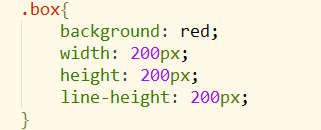 .box{
    background: red;
    width: 200px;
    height: 200px;
    line-height: 200px;
}